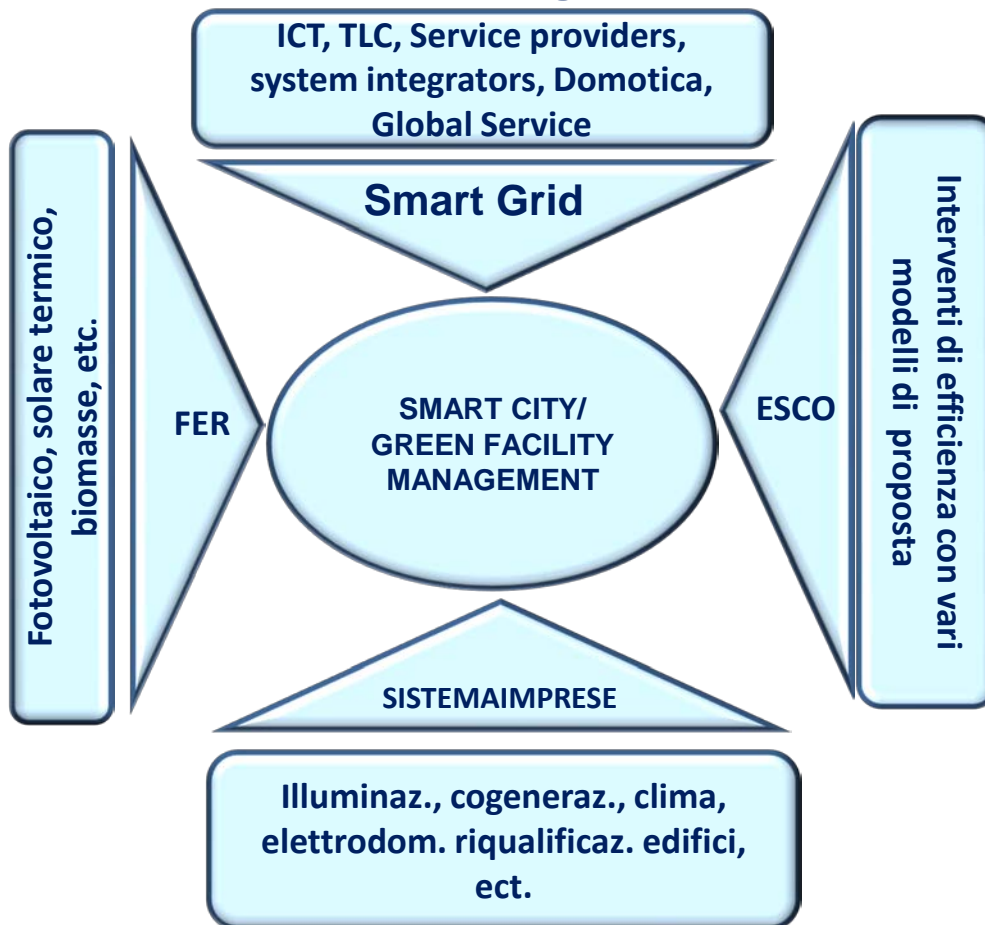 ICT, TLC, Service providers,
system integrators, Domotica,
Global Service
Smart Grid
Fotovoltaico, solare termico,
biomasse, etc.
FER
SMART CITY/
GREEN FACILITY
MANAGEMENT
ESCO
Interventi di efficienza con vari
modelli di proposta
SISTEMAIMPRESE
Illuminaz., cogeneraz., clima,
elettrodom. riqualificaz. edifici,
ect.